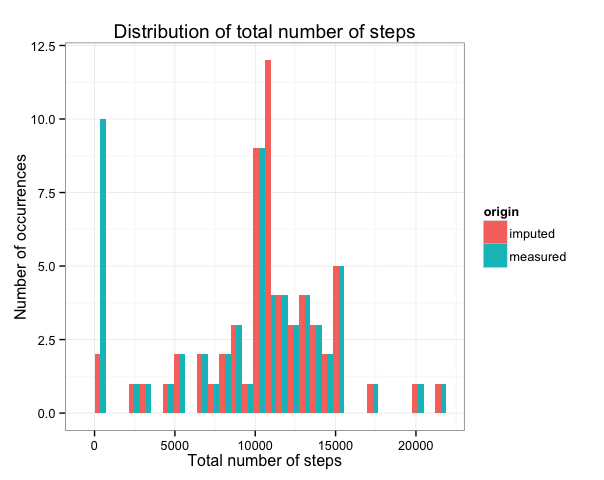 Distribution of total number of steps
12.5
10.0
7.5
5.0
2.5
0.0
Number of occurrences
0 5000 10000 15000 20000
Total number of steps
origin
imputed
measured